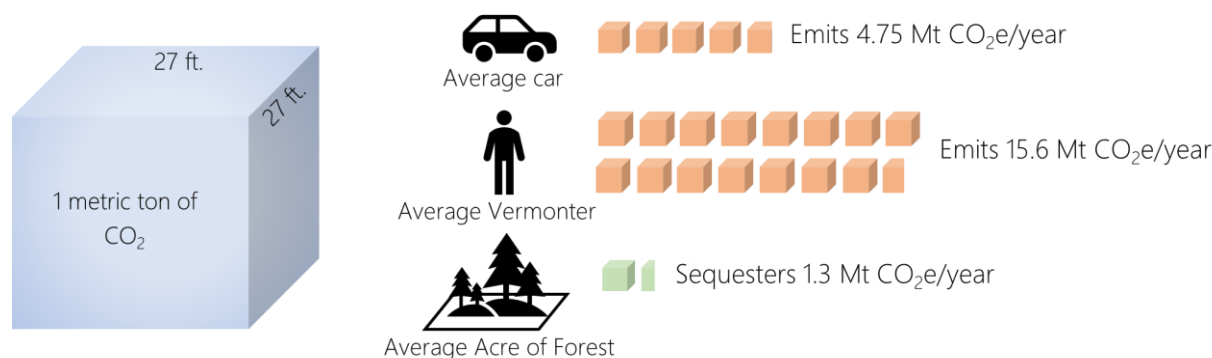 27 ft.
27 ft.
1 metric ton of
CO₂
Average car
Emits 4.75 Mt CO₂e/year
Average Vermonter
Emits 15.6 Mt CO₂e/year
Average Acre of Forest
Sequesters 1.3 Mt CO₂e/year